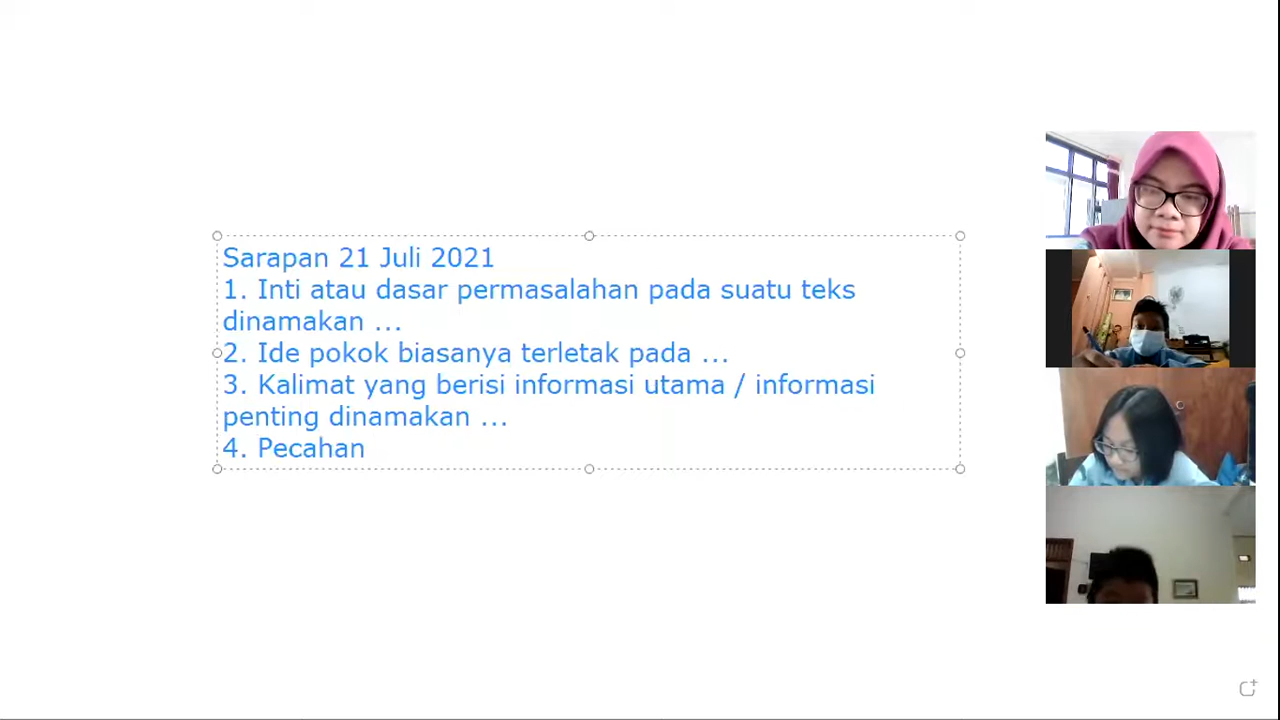 Sarapan 21 Juli 2021
1. Inti atau dasar permasalahan pada suatu teks
dinamakan ...
2. Ide pokok biasanya terletak pada ...
3. Kalimat yang berisi informasi utama / informasi
penting dinamakan ...
4. Pecahan